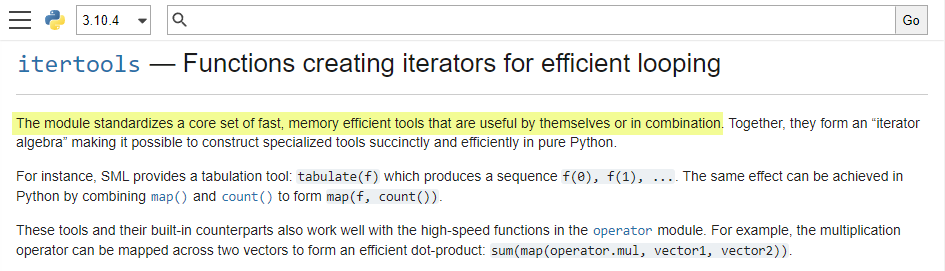 3.10.4
Go
itertools — Functions creating iterators for efficient looping
The module standardizes a core set of fast, memory efficient tools that are useful by themselves or in combination. Together, they form an “iterator
algebra” making it possible to construct specialized tools succinctly and efficiently in pure Python.
For instance, SML provides a tabulation tool: tabulate(f) which produces a sequence f(0), f(1), .... The same effect can be achieved in
Python by combining map() and count() to form map(f, count()).
These tools and their built-in counterparts also work well with the high-speed functions in the operator module. For example, the multiplication
operator can be mapped across two vectors to form an efficient dot-product: sum(map(operator.mul, vector1, vector2)).